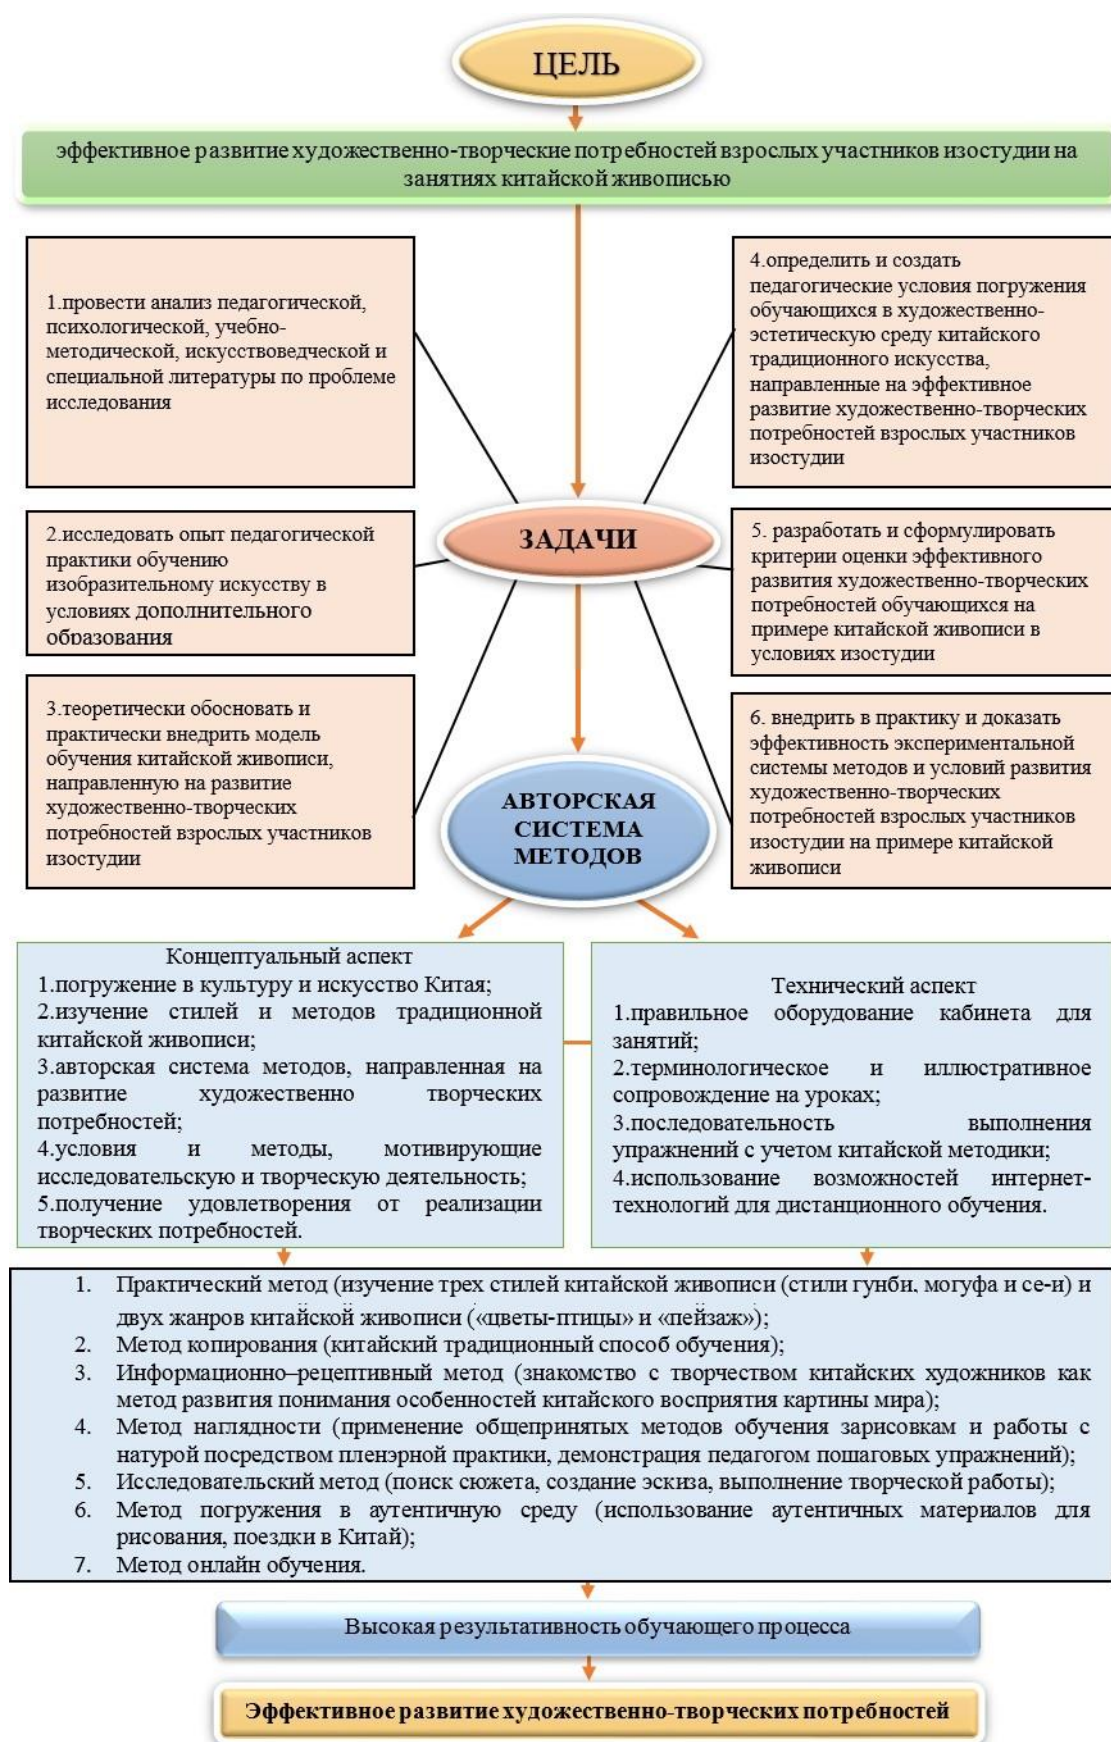 ЦЕЛЬ
эффективное развитие художественно-творческие потребностей взрослых участников изостудии на
занятиях китайской живописью
1.провести анализ педагогической,
психологической, учебно-
методической, искусствоведческой и
специальной литературы по проблеме
исследования
2.исследовать опыт педагогической
практики обучению
изобразительному искусству в
условиях дополнительного
образования
3.теоретически обосновать и
практически внедрить модель
обучения китайской живописи,
направленную на развитие
художественно-творческих
потребностей взрослых участников
изостудии
ЗАДАЧИ
4.определить и создать
педагогические условия погружения
обучающихся в художественно-
эстетическую среду китайского
традиционного искусства,
направленные на эффективное
развитие художественно-творческих
потребностей взрослых участников
изостудии
5. разработать и сформулировать
критерии оценки эффективного
развития художественно-творческих
потребностей обучающихся на
примере китайской живописи в
условиях изостудии
6. внедрить в практику и доказать
эффективность экспериментальной
системы методов и условий развития
художественно-творческих
потребностей взрослых участников
изостудии на примере китайской
живописи
АВТОРСКАЯ
СИСТЕМА
МЕТОДОВ
Концептуальный аспект
1.погружение в культуру и искусство Китая;
2.изучение стилей и методов традиционной
китайской живописи;
3.авторская система методов, направленная на
развитие художественно творческих
потребностей;
4.условия и методы, мотивирующие
исследовательскую и творческую деятельность;
5.получение удовлетворения от реализации
творческих потребностей.
Технический аспект
1.правильное оборудование кабинета для
занятий;
2.терминологическое и иллюстративное
сопровождение на уроках;
3.последовательность выполнения
упражнений с учетом китайской методики;
4.использование возможностей интернет-
технологий для дистанционного обучения.
1. Практический метод (изучение трех стилей китайской живописи (стили гунби, могуфа и се-и) и
двух жанров китайской живописи («цветы-птицы» и «пейзаж»);
2. Метод копирования (китайский традиционный способ обучения);
3. Информационно–рецептивный метод (знакомство с творчеством китайских художников как
метод развития понимания особенностей китайского восприятия картины мира);
4. Метод наглядности (применение общепринятых методов обучения зарисовкам и работы с
натурой посредством пленэрной практики, демонстрация педагогом пошаговых упражнений);
5. Исследовательский метод (поиск сюжета, создание эскиза, выполнение творческой работы);
6. Метод погружения в аутентичную среду (использование аутентичных материалов для
рисования, поездки в Китай);
7. Метод онлайн обучения.
Высокая результативность обучающего процесса
Эффективное развитие художественно-творческих потребностей